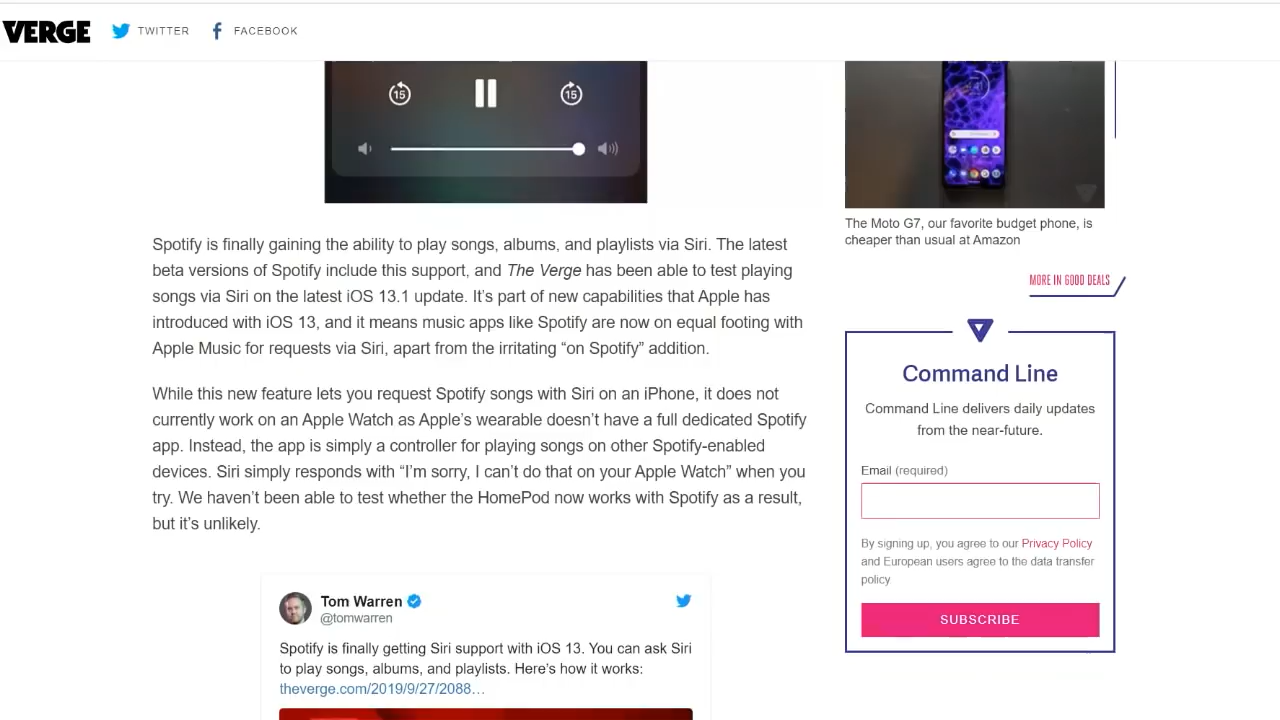 VERGE
TWITTER
FACEBOOK
15
15
Spotify is finally gaining the ability to play songs, albums, and playlists via Siri. The latest
beta versions of Spotify include this support, and The Verge has been able to test playing
songs via Siri on the latest iOS 13.1 update. It’s part of new capabilities that Apple has
introduced with iOS 13, and it means music apps like Spotify are now on equal footing with
Apple Music for requests via Siri, apart from the irritating “on Spotify” addition.
While this new feature lets you request Spotify songs with Siri on an iPhone, it does not
currently work on an Apple Watch as Apple’s wearable doesn’t have a full dedicated Spotify
app. Instead, the app is simply a controller for playing songs on other Spotify-enabled
devices. Siri simply responds with “I’m sorry, I can’t do that on your Apple Watch” when you
try. We haven’t been able to test whether the HomePod now works with Spotify as a result,
but it’s unlikely.
Tom Warren
@tomwarren
Spotify is finally getting Siri support with iOS 13. You can ask Siri
to play songs, albums, and playlists. Here’s how it works:
theverge.com/2019/9/27/2088…
The Moto G7, our favorite budget phone, is
cheaper than usual at Amazon
MORE IN GOOD DEALS
Command Line
Command Line delivers daily updates
from the near-future.
Email (required)
By signing up, you agree to our Privacy Policy
and European users agree to the data transfer
policy
SUBSCRIBE